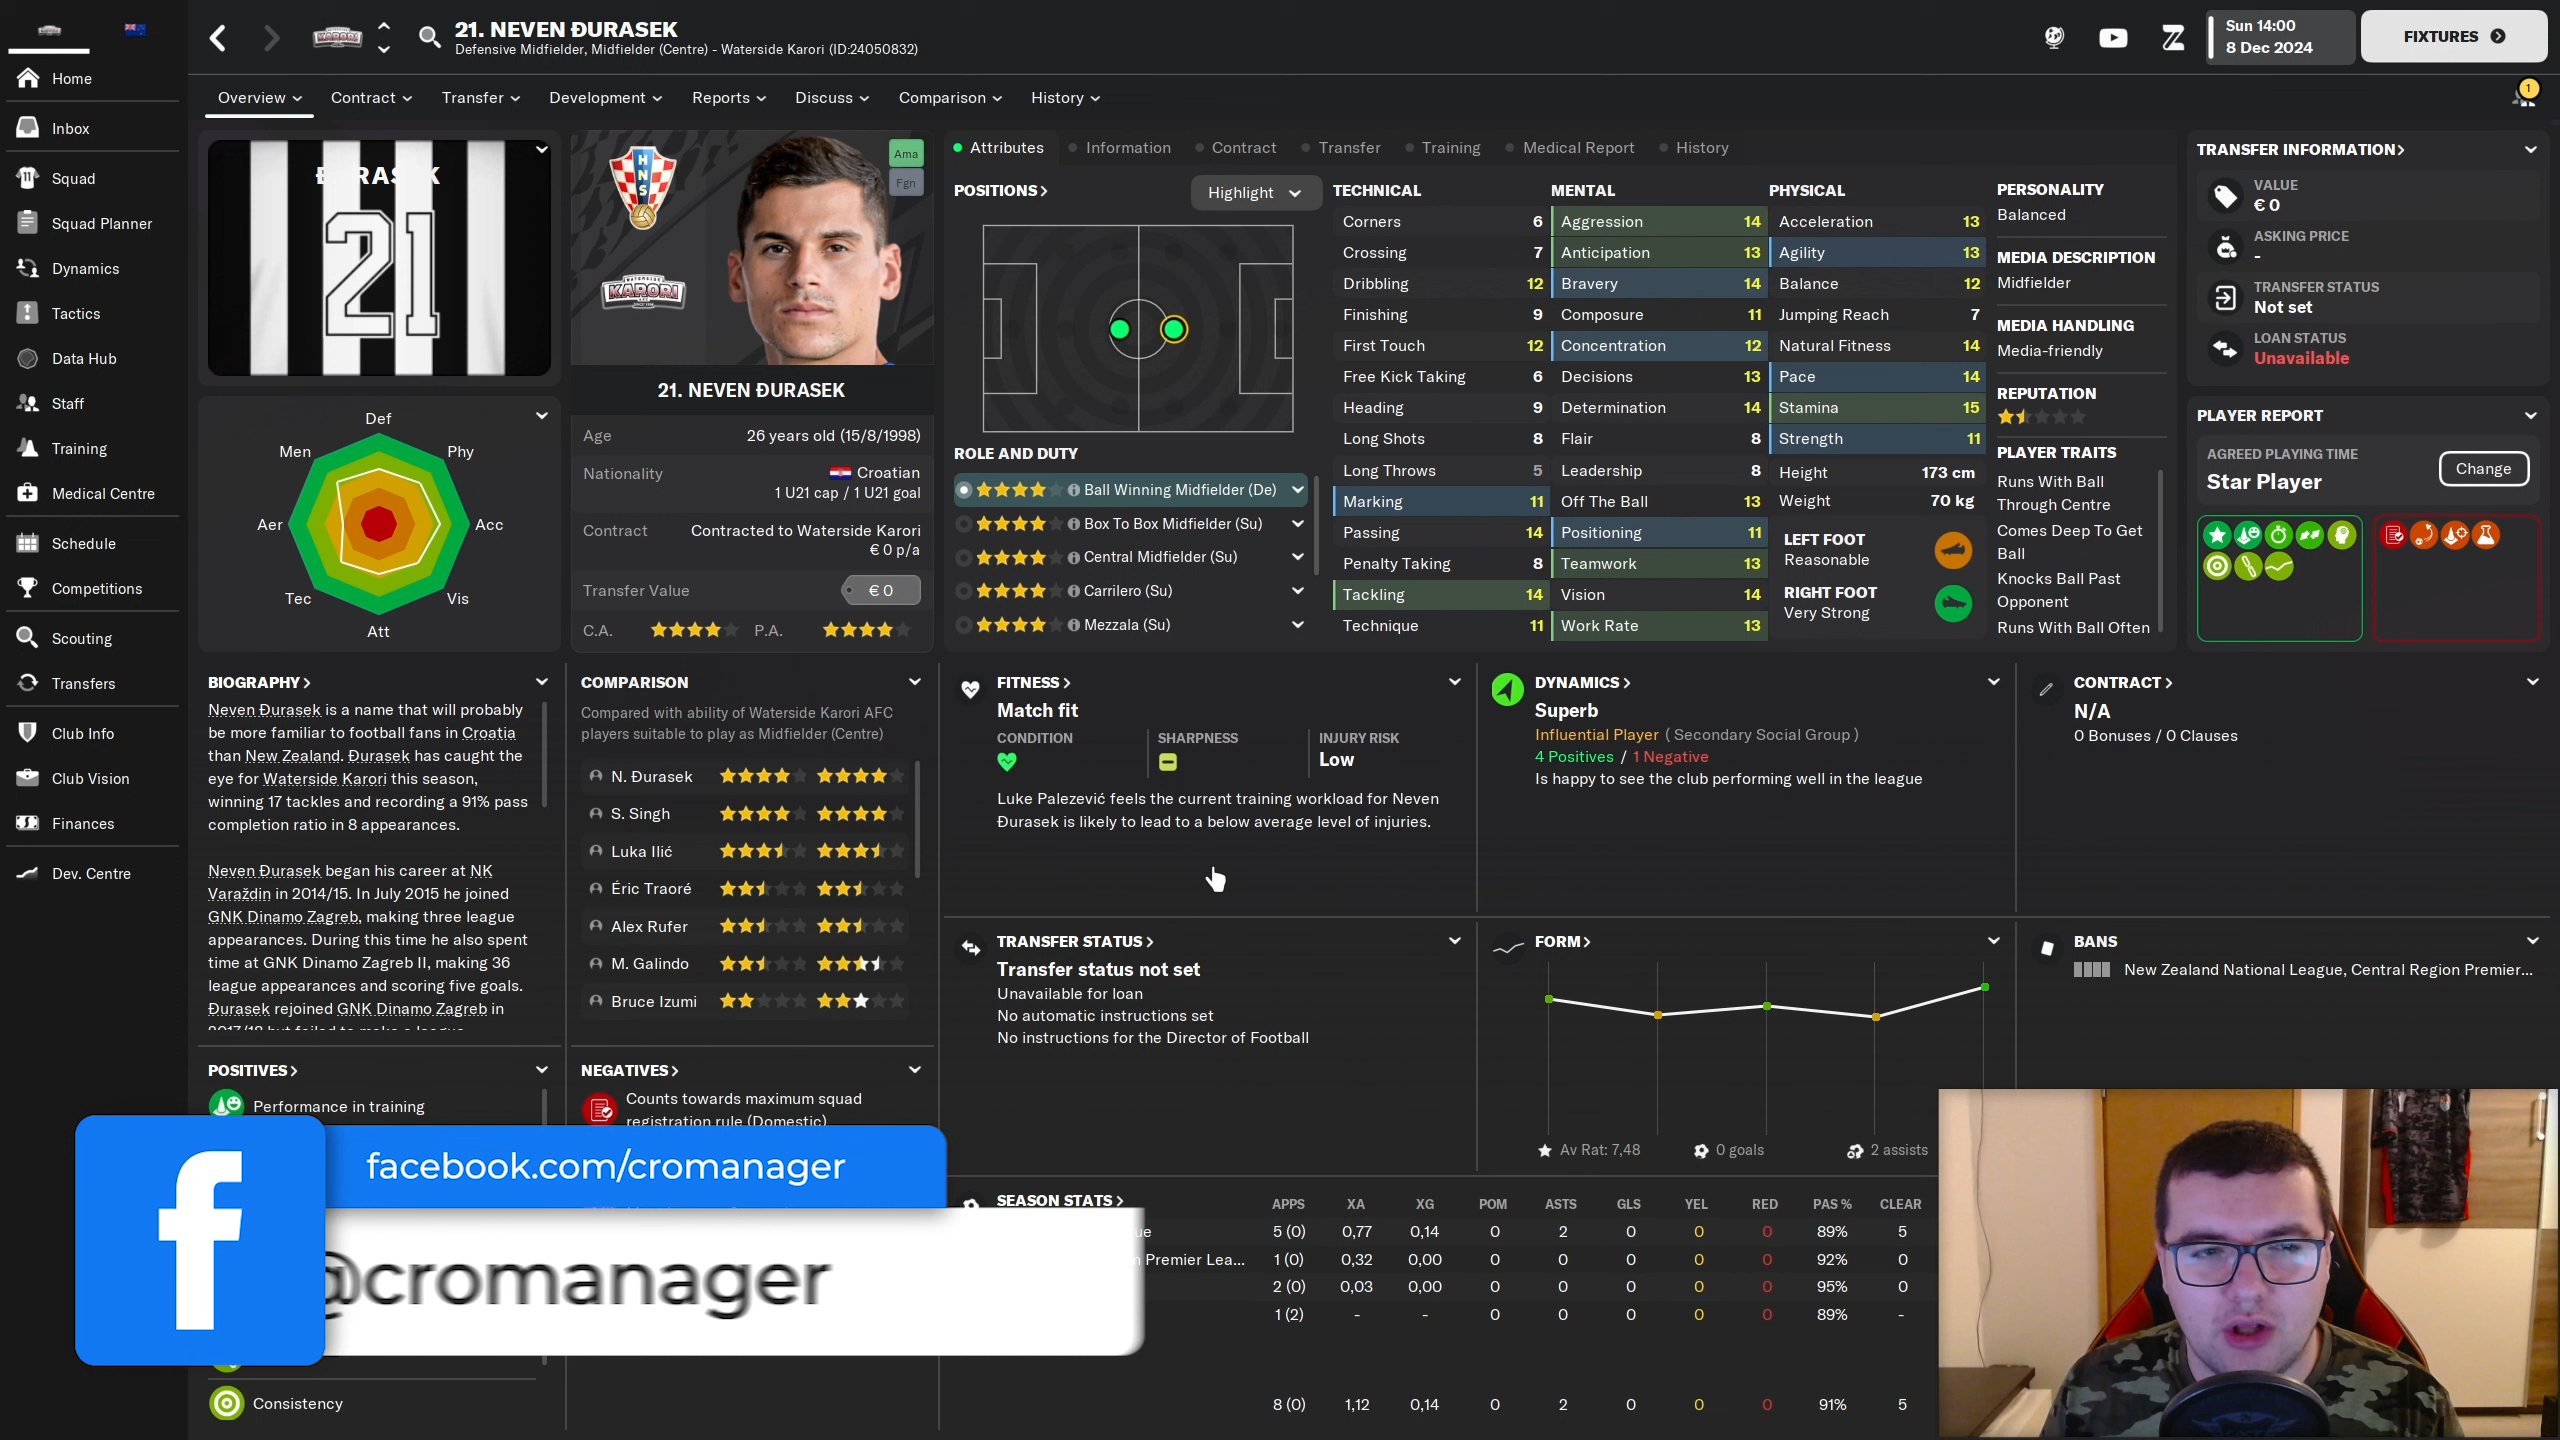 21. NEVEN ĐURASEK
Defensive Midfielder, Midfielder (Centre) - Waterside Karori (ID:24050832)
Sun 14:00
8 Dec 2024
FIXTURES
Home
Inbox
Squad
Squad Planner
Dynamics
Tactics
Data Hub
Staff
Training
Medical Centre
Schedule
Competitions
Scouting
Transfers
Club Info
Club Vision
Finances
Dev. Centre
Overview
Contract
Transfer
Development
Reports
Discuss
Comparison
History
1
21
Def
Phy
Acc
Vis
Att
Tec
Aer
Men
HNS
KARORI
Ama
Fgn
21. NEVEN ĐURASEK
Age 26 years old (15/8/1998)
Nationality Croatian
1 U21 cap / 1 U21 goal
Contract Contracted to Waterside Karori
€ 0 p/a
Transfer Value € 0
C.A. P.A.
Attributes Information Contract Transfer Training Medical Report History
POSITIONS
Highlight
ROLE AND DUTY
Ball Winning Midfielder (De)
Box To Box Midfielder (Su)
Central Midfielder (Su)
Carrilero (Su)
Mezzala (Su)
TECHNICAL
Corners 6
Crossing 7
Dribbling 12
Finishing 9
First Touch 12
Free Kick Taking 6
Heading 9
Long Shots 8
Long Throws 5
Marking 11
Passing 14
Penalty Taking 8
Tackling 14
Technique 11
MENTAL
Aggression 14
Anticipation 13
Bravery 14
Composure 11
Concentration 12
Decisions 13
Determination 14
Flair 8
Leadership 8
Off The Ball 13
Positioning 11
Teamwork 13
Vision 14
Work Rate 13
PHYSICAL
Acceleration 13
Agility 13
Balance 12
Jumping Reach 7
Natural Fitness 14
Pace 14
Stamina 15
Strength 11
Height 173 cm
Weight 70 kg
LEFT FOOT
Reasonable
RIGHT FOOT
Very Strong
PERSONALITY
Balanced
MEDIA DESCRIPTION
Midfielder
MEDIA HANDLING
Media-friendly
REPUTATION
PLAYER TRAITS
Runs With Ball
Through Centre
Comes Deep To Get
Ball
Knocks Ball Past
Opponent
Runs With Ball Often
TRANSFER INFORMATION
VALUE
€ 0
ASKING PRICE
-
TRANSFER STATUS
Not set
LOAN STATUS
Unavailable
PLAYER REPORT
AGREED PLAYING TIME
Star Player
Change
BIOGRAPHY
Neven Đurasek is a name that will probably
be more familiar to football fans in Croatia
than New Zealand. Đurasek has caught the
eye for Waterside Karori this season,
winning 17 tackles and recording a 91% pass
completion ratio in 8 appearances.
Neven Đurasek began his career at NK
Varaždin in 2014/15. In July 2015 he joined
GNK Dinamo Zagreb, making three league
appearances. During this time he also spent
time at GNK Dinamo Zagreb II, making 36
league appearances and scoring five goals.
Đurasek rejoined GNK Dinamo Zagreb in
COMPARISON
Compared with ability of Waterside Karori AFC
players suitable to play as Midfielder (Centre)
N. Đurasek
S. Singh
Luka Ilić
Éric Traoré
Alex Rufer
M. Galindo
Bruce Izumi
FITNESS
Match fit
CONDITION
SHARPNESS
INJURY RISK
Low
Luke Palezević feels the current training workload for Neven
Đurasek is likely to lead to a below average level of injuries.
DYNAMICS
Superb
Influential Player ( Secondary Social Group )
4 Positives / 1 Negative
Is happy to see the club performing well in the league
CONTRACT
N/A
0 Bonuses / 0 Clauses
TRANSFER STATUS
Transfer status not set
Unavailable for loan
No automatic instructions set
No instructions for the Director of Football
FORM
Av Rat: 7,48 0 goals 2 assists
BANS
New Zealand National League, Central Region Premier...
POSITIVES
Performance in training
Consistency
NEGATIVES
Counts towards maximum squad
registration rule (Domestic)
facebook.com/cromanager
@cromanager
SEASON STATS APPS XA XG POM ASTS GLS YEL RED PAS % CLEAR
ue 5 (0) 0,77 0,14 0 2 0 0 0 89% 5
n Premier Lea... 1 (0) 0,32 0,00 0 0 0 0 0 92% 0
2 (0) 0,03 0,00 0 0 0 0 0 95% 0
1 (2) - - 0 0 0 0 0 89% -
8 (0) 1,12 0,14 0 2 0 0 0 91% 5